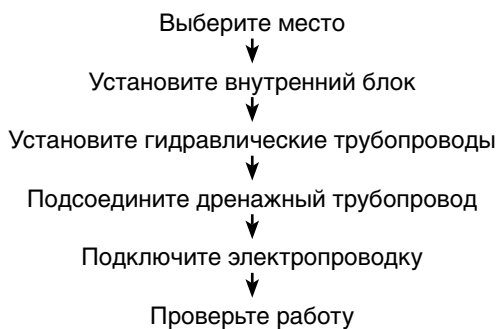 Выберите место
Установите внутренний блок
Установите гидравлические трубопроводы
Подсоедините дренажный трубопровод
Подключите электропроводку
Проверьте работу